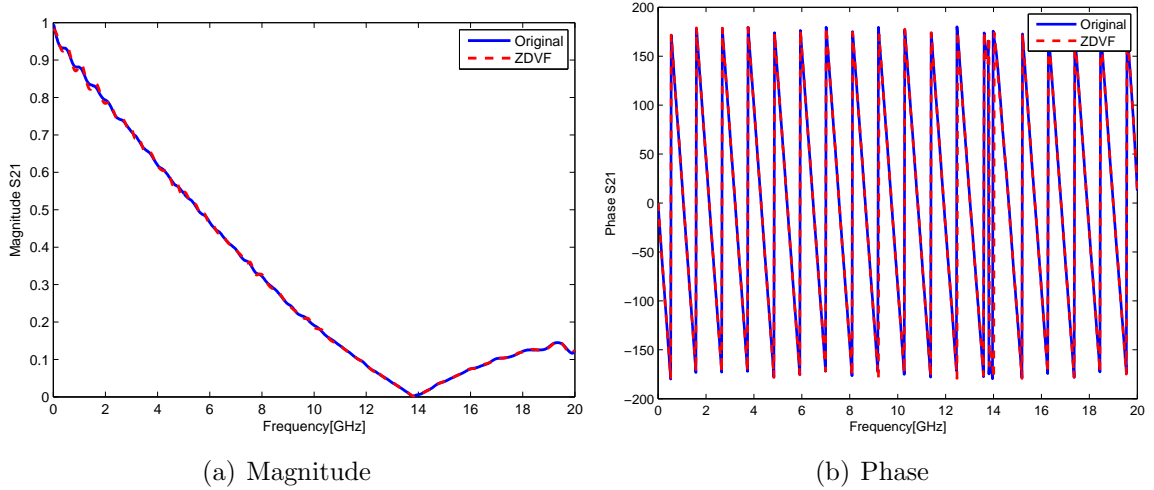 1
0.9
0.8
0.7
0.6
0.5
0.4
0.3
0.2
0.1
0
Magnitude S21
0 2 4 6 8 10 12 14 16 18 20
Frequency[GHz]
Original
ZDVF
(a) Magnitude
200
150
100
50
0
−50
−100
−150
−200
Phase S21
0 2 4 6 8 10 12 14 16 18 20
Frequency[GHz]
Original
ZDVF
(b) Phase